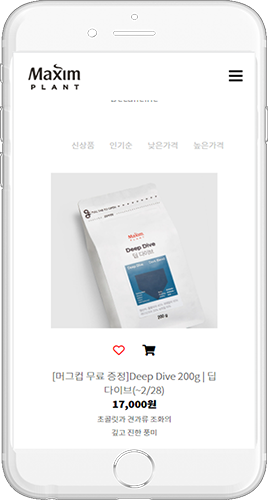 Maxim
PLANT
신상품 인기순 낮은가격 높은가격
Maxim
PLANT
Deep Dive
딥 다이브
200 g
[머그컵 무료 증정]Deep Dive 200g | 딥
다이브(~2/28)
17,000원
초콜릿과 견과류 조화의
깊고 진한 풍미